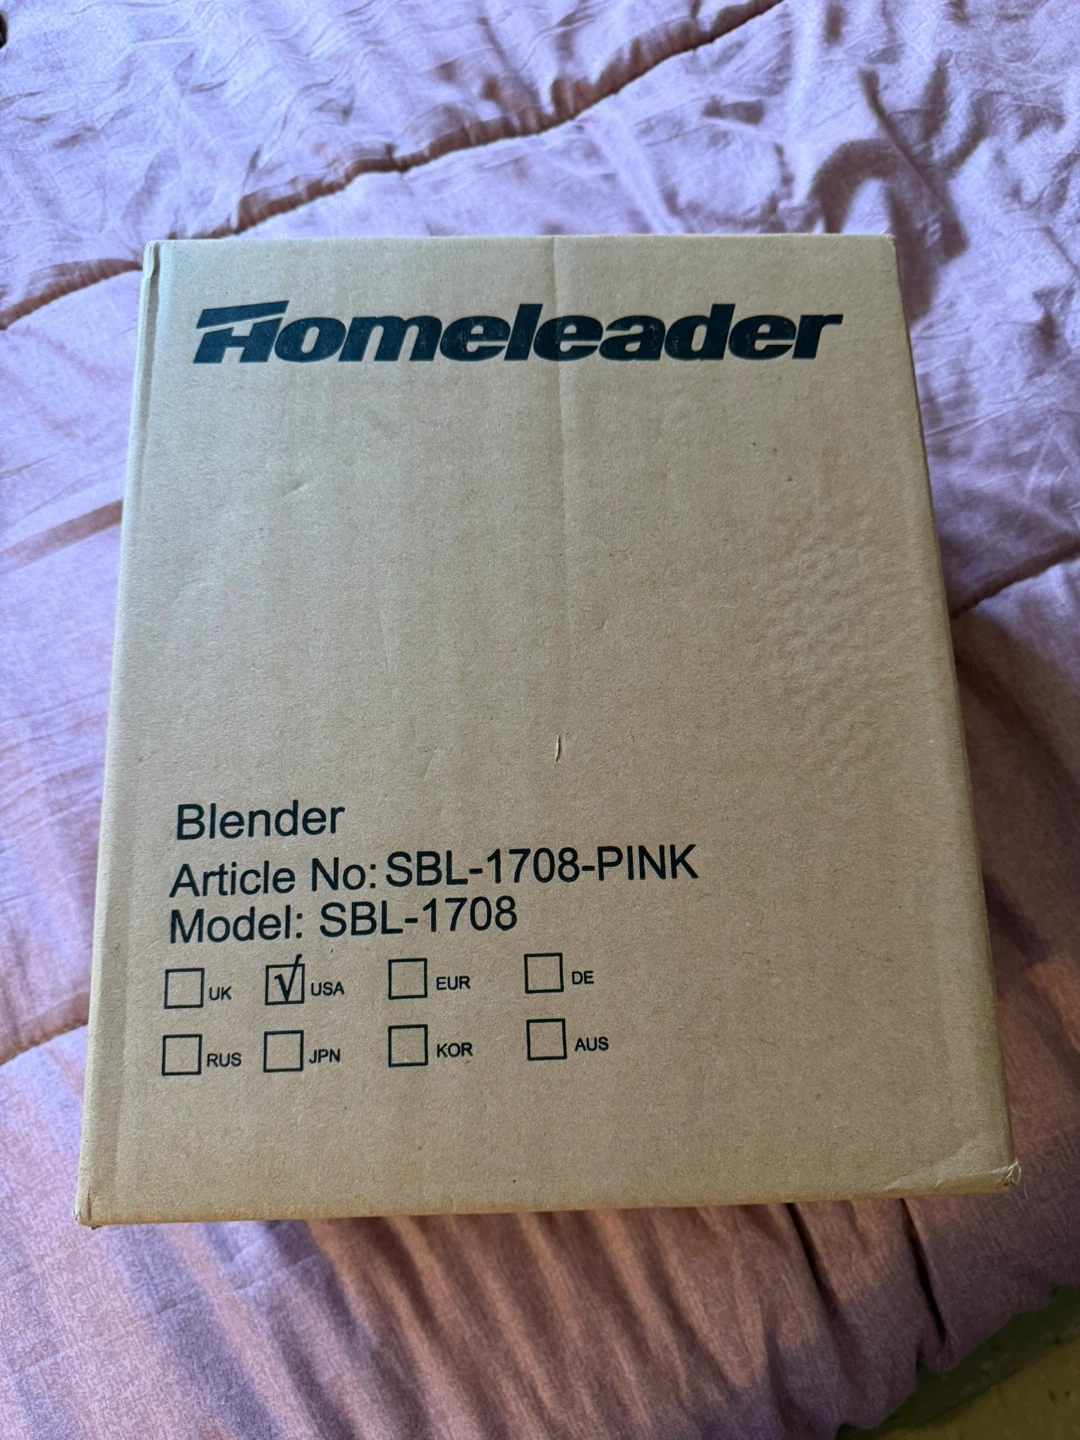 Homeleader
Blender
Article No: SBL-1708-PINK
Model: SBL-1708
UK √ USA EUR DE
RUS JPN KOR AUS